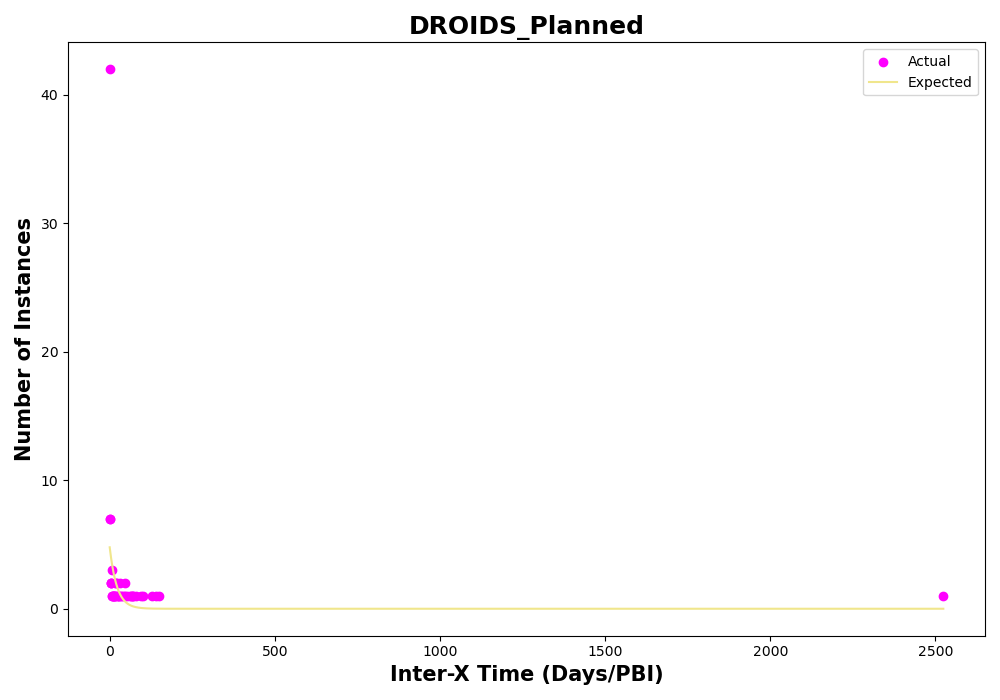 DROIDS_Planned
Actual
Expected
Number of Instances
40
30
20
10
0
0
500
1000
1500
2000
2500
Inter-X Time (Days/PBI)